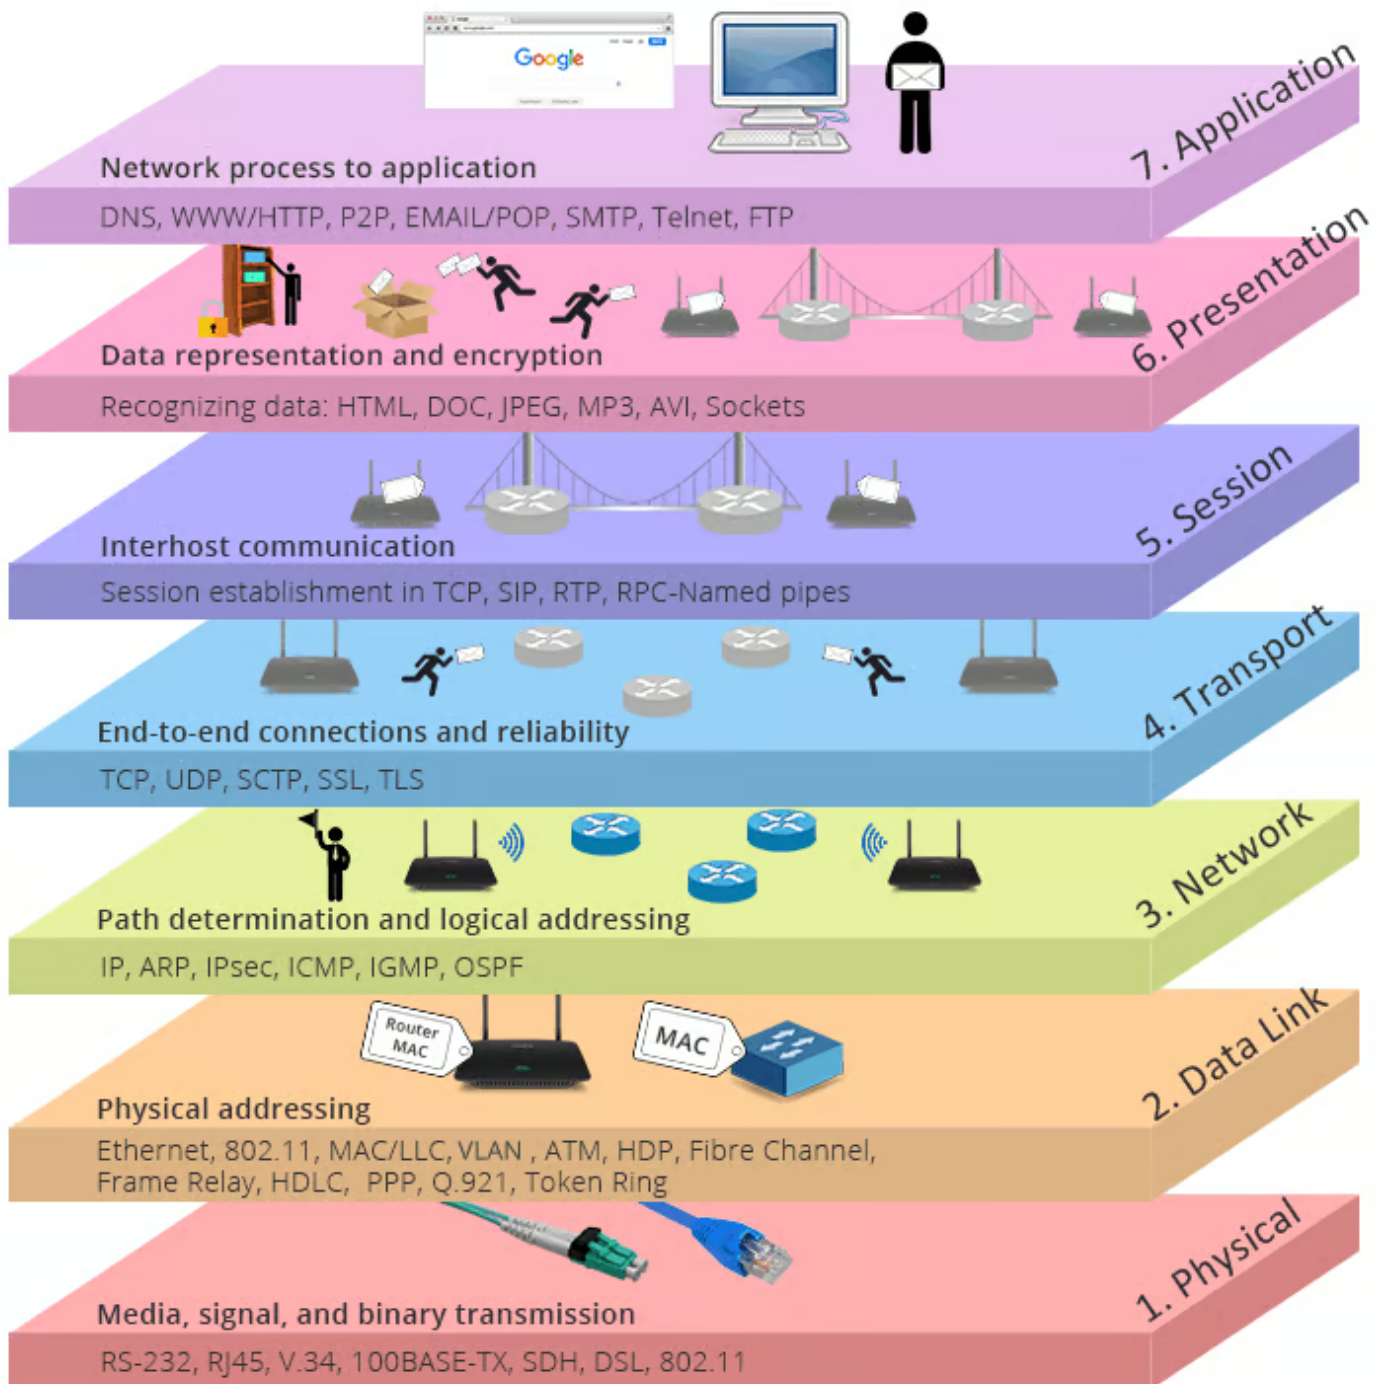 Google
7. Application
Network process to application
DNS, WWW/HTTP, P2P, EMAIL/POP, SMTP, Telnet, FTP
6. Presentation
Data representation and encryption
Recognizing data: HTML, DOC, JPEG, MP3, AVI, Sockets
5. Session
Interhost communication
Session establishment in TCP, SIP, RTP, RPC-Named pipes
4. Transport
End-to-end connections and reliability
TCP, UDP, SCTP, SSL, TLS
3. Network
Path determination and logical addressing
IP, ARP, IPsec, ICMP, IGMP, OSPF
2. Data Link
Router
MAC
MAC
Physical addressing
Ethernet, 802.11, MAC/LLC, VLAN , ATM, HDP, Fibre Channel,
Frame Relay, HDLC, PPP, Q.921, Token Ring
1. Physical
Media, signal, and binary transmission
RS-232, RJ45, V.34, 100BASE-TX, SDH, DSL, 802.11